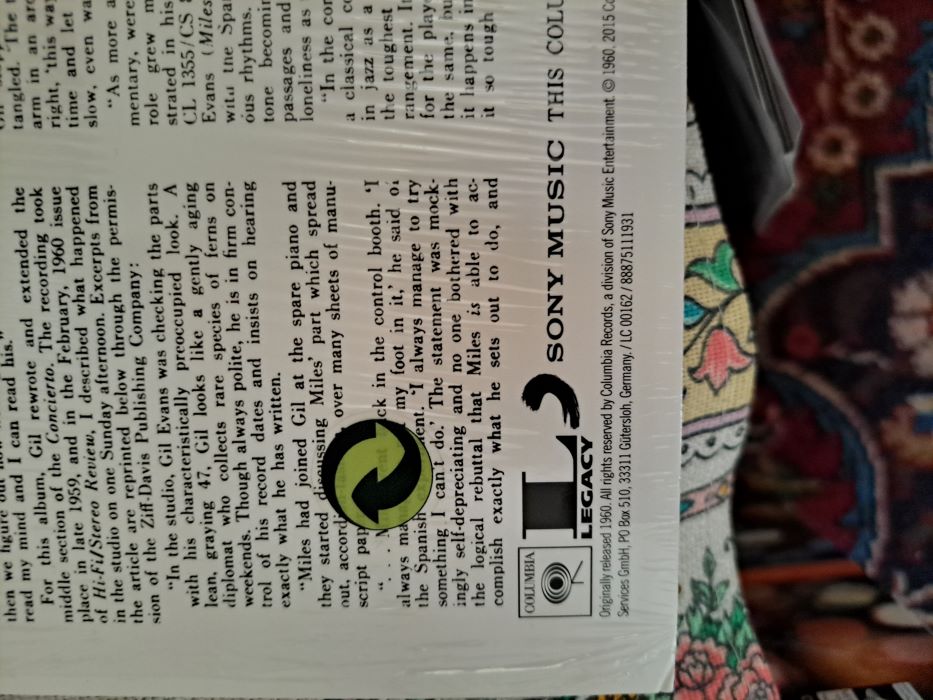 then we figure out how
read my mind and I can read his."
For this album, Gil rewrote and extended the
middle section of the Concierto. The recording took
place in late 1959, and in the February, 1960 issue
of Hi-Fi/Stereo Review, I described what happened
in the studio on one Sunday afternoon. Excerpts from
the article are reprinted below through the permis-
sion of the Ziff-Davis Publishing Company:
"In the studio, Gil Evans was checking the parts
with his characteristically preoccupied look. A
lean, graying 47, Gil looks like a gently aging
diplomat who collects rare species of ferns on
weekends. Though always polite, he is in firm con-
trol of his record dates and insists on hearing
exactly what he has written.
"Miles had joined Gil at the spare piano and
they started discussing Miles' part which spread
out, accordi over many sheets of manu-
script pap
". . . ck in the control booth. 'I
always ma my foot in it,' he said of
the Spanish ent. 'I always manage to try
something I can't do.' The statement was mock-
ingly self-depreciating and no one bothered with
the logical rebuttal that Miles is able to ac-
complish exactly what he sets out to do, and
tangled. The
arm in an arc
right, 'this way
time and let
slow, even wa
"As more a
mentary, were
role grew m
strated in his
CL 1355/CS
Evans (Miles
with the Spa
ous rhythms.
tone becomin
passages and
loneliness as
"In the con
a classical co
in jazz as a
the toughest
rangement. I
for the playe
the same, bu
it happens in
it so tough
COLUMBIA
LEGACY
SONY MUSIC THIS COLU
Originally released 1960. All rights reserved by Columbia Records, a division of Sony Music Entertainment. © 1960, 2015 Co
Services GmbH, PO Box 510, 33311 Gütersloh, Germany. / LC 00162 / 88875111931